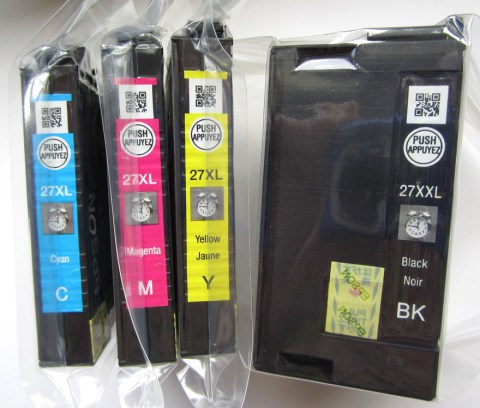 PUSH
APPUYEZ
27XL
Cyan
C
PUSH
APPUYEZ
27XL
Magenta
M
PUSH
APPUYEZ
27XL
Yellow
Jaune
Y
PUSH
APPUYEZ
27XXL
Black
Noir
BK